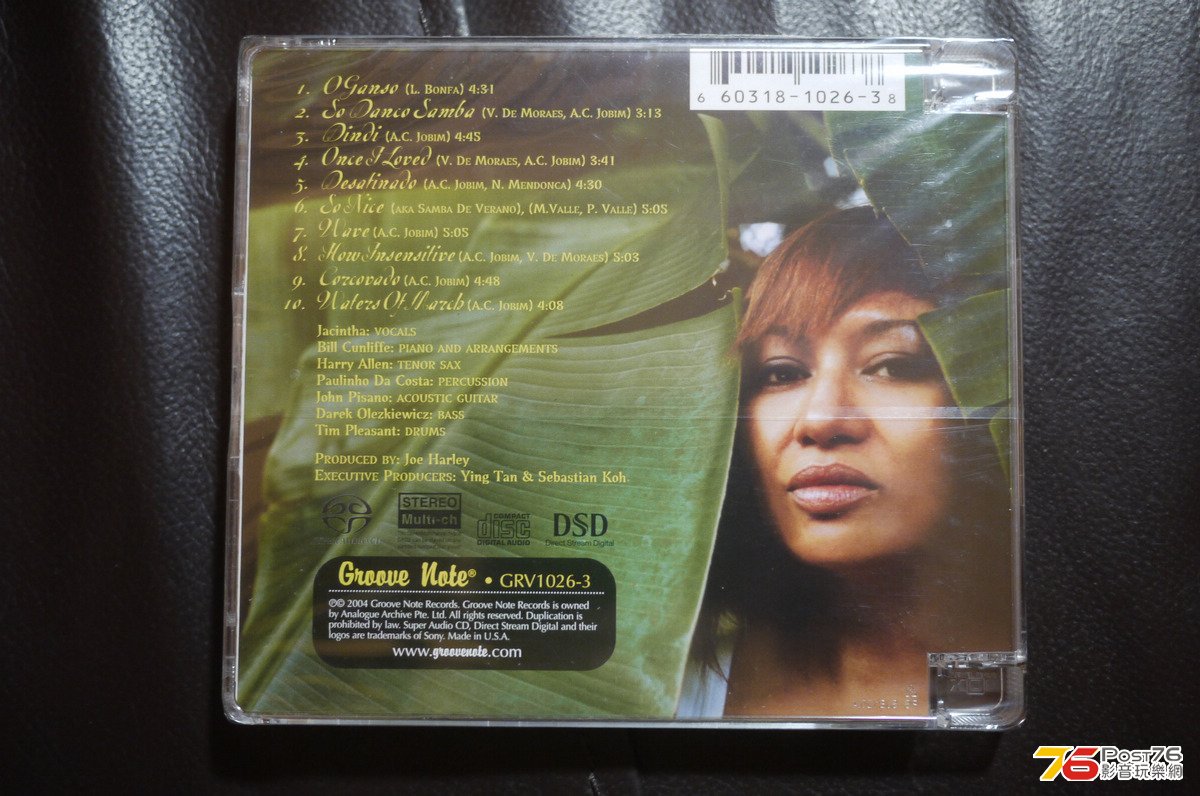 1. O Ganso (L. Bonfa) 4:31
2. So Danco Samba (V. De Moraes, A.C. Jobim) 3:13
3. Dindi (A.C. Jobim) 4:45
4. Once I Loved (V. De Moraes, A.C. Jobim) 3:41
5. Desafinado (A.C. Jobim, N. Mendonca) 4:30
6. So Nice (aka Samba De Verano), (M.Valle, P. Valle) 5:05
7. Wave (A.C. Jobim) 5:05
8. How Insensitive (A.C. Jobim, V. De Moraes) 5:03
9. Corcovado (A.C. Jobim) 4:48
10. Waters Of March (A.C. Jobim) 4:08
6 60318-1026-3 8
Jacintha: vocals
Bill Cunliffe: piano and arrangements
Harry Allen: tenor sax
Paulinho Da Costa: percussion
John Pisano: acoustic guitar
Darek Olezkiewicz: bass
Tim Pleasant: drums
Produced by: Joe Harley
Executive Producers: Ying Tan & Sebastian Koh
STEREO
Multi-ch
COMPACT
disc
DIGITAL AUDIO
DSD
Direct Stream Digital
Groove Note® • GRV1026-3
℗© 2004 Groove Note Records. Groove Note Records is owned
by Analogue Archive Pte. Ltd. All rights reserved. Duplication is
prohibited by law. Super Audio CD, Direct Stream Digital and their
logos are trademarks of Sony. Made in U.S.A.
www.groovenote.com
76 Post76
影音玩樂網